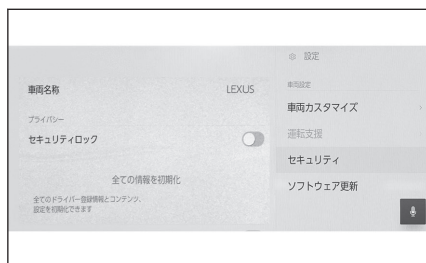 設定
車両設定
車両カスタマイズ
運転支援
セキュリティ
ソフトウェア更新
車両名称 LEXUS
プライバシー
セキュリティロック
全ての情報を初期化
全てのドライバー登録情報とコンテンツ、
設定を初期化できます